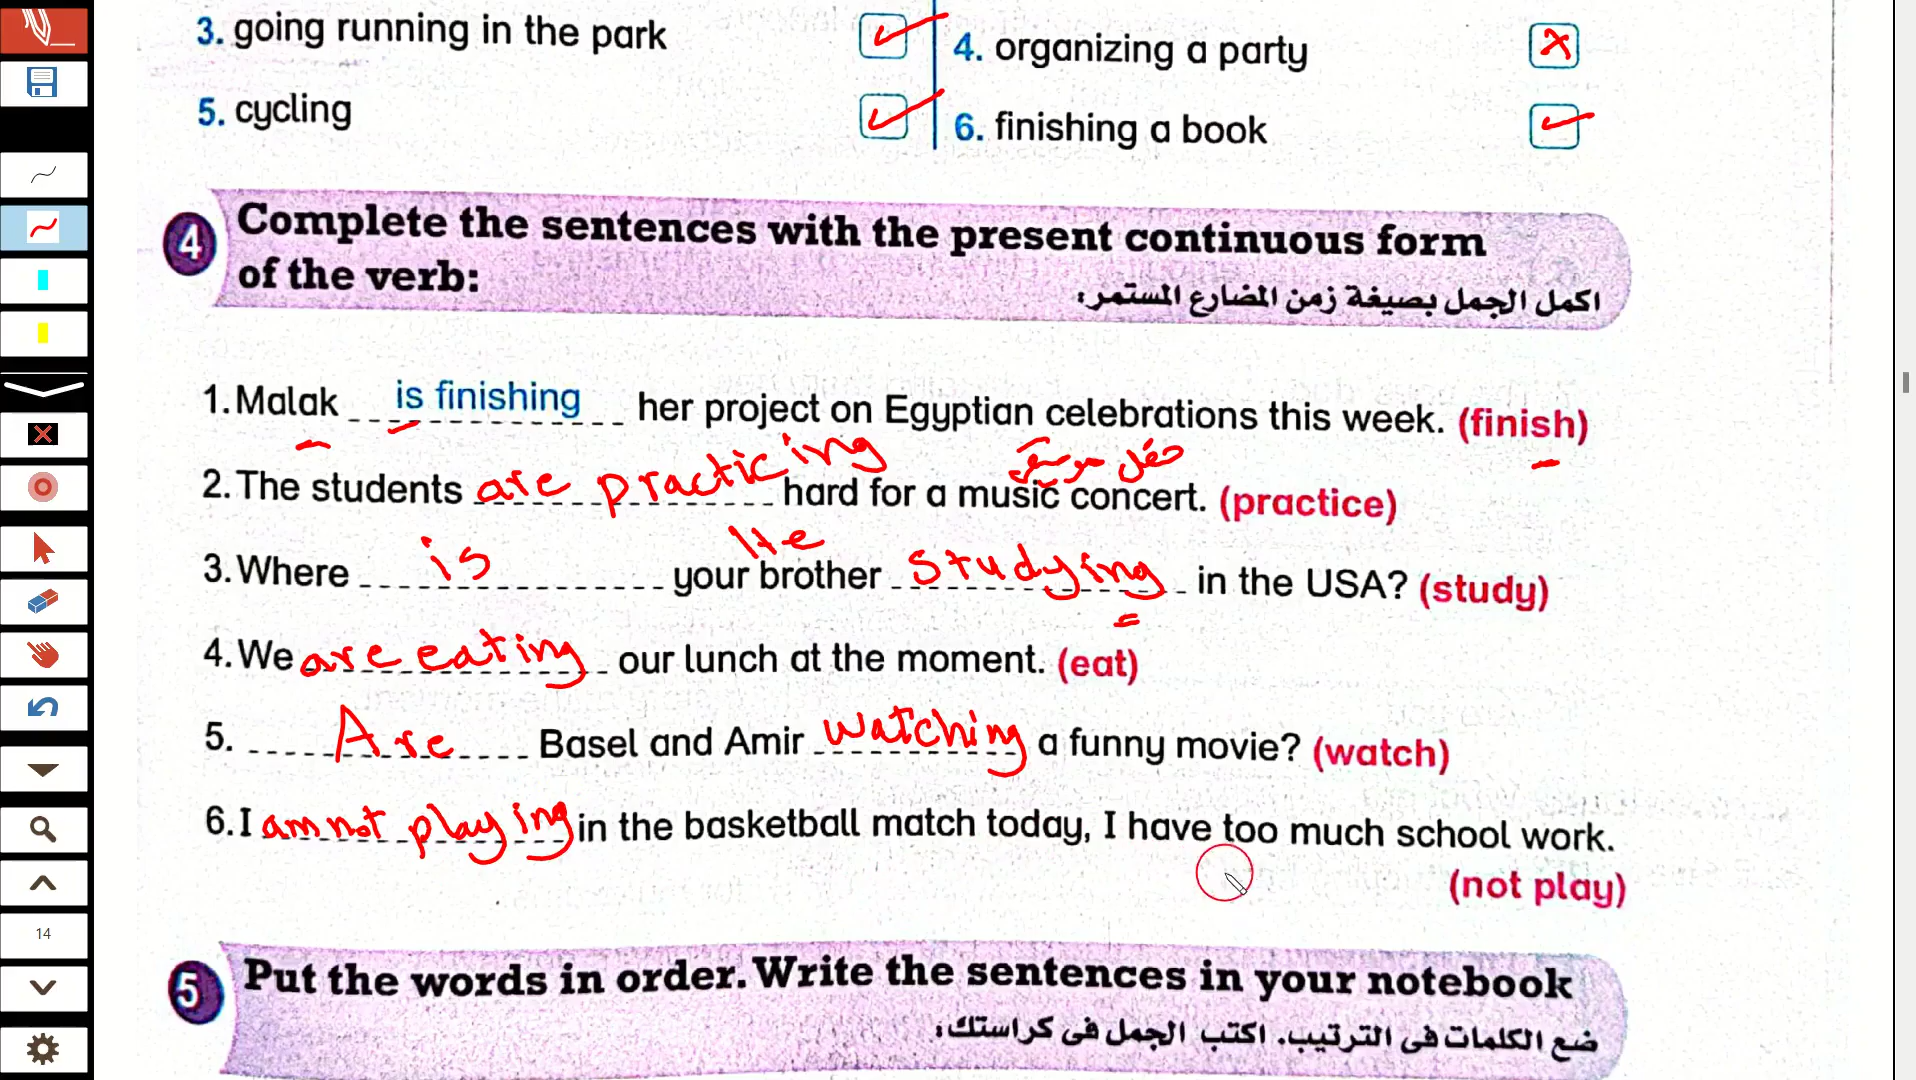 3. going running in the park
4. organizing a party
5. cycling
6. finishing a book
4 Complete the sentences with the present continuous form
of the verb:
اكمل الجمل بصيغة زمن المضارع المستمر:
1. Malak is finishing her project on Egyptian celebrations this week. (finish)
حفل موسيقى
2. The students are practicing hard for a music concert. (practice)
He
3. Where is your brother studying in the USA? (study)
4. We are eating our lunch at the moment. (eat)
5. Are Basel and Amir watching a funny movie? (watch)
6. I am not playing in the basketball match today, I have too much school work.
(not play)
14
5 Put the words in order. Write the sentences in your notebook
ضع الكلمات فى الترتيب. اكتب الجمل فى كراستك: